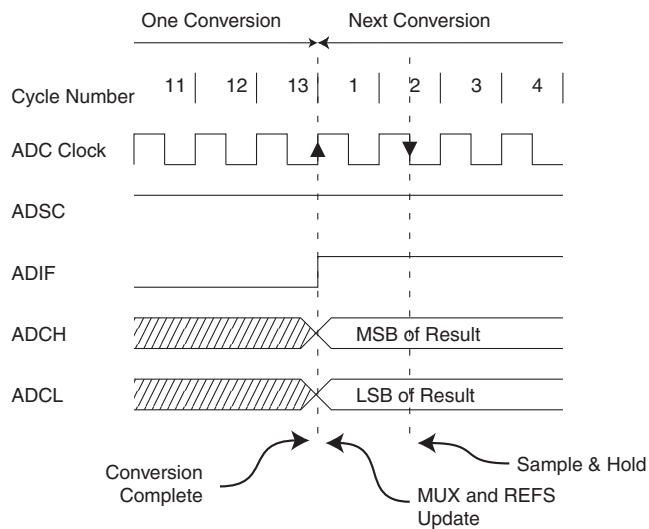 One Conversion Next Conversion
Cycle Number 11 12 13 1 2 3 4
ADC Clock
ADSC
ADIF
ADCH MSB of Result
ADCL LSB of Result
Conversion
Complete
MUX and REFS
Update
Sample & Hold